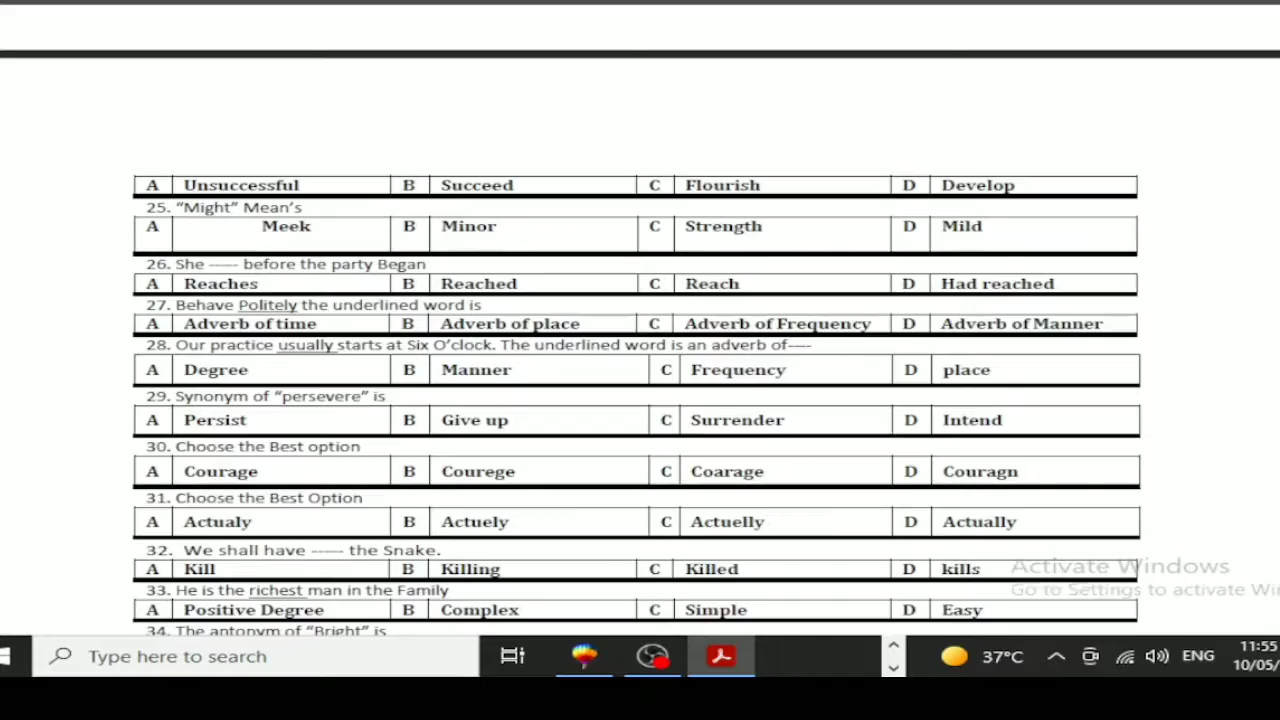 A Unsuccessful B Succeed C Flourish D Develop
25. “Might” Mean’s
A Meek B Minor C Strength D Mild
26. She ----- before the party Began
A Reaches B Reached C Reach D Had reached
27. Behave Politely the underlined word is
A Adverb of time B Adverb of place C Adverb of Frequency D Adverb of Manner
28. Our practice usually starts at Six O’clock. The underlined word is an adverb of----
A Degree B Manner C Frequency D place
29. Synonym of “persevere” is
A Persist B Give up C Surrender D Intend
30. Choose the Best option
A Courage B Courege C Coarage D Couragn
31. Choose the Best Option
A Actualy B Actuely C Actuelly D Actually
32. We shall have ------ the Snake.
A Kill B Killing C Killed D kills
Activate Windows
Go to Settings to activate Wi
33. He is the richest man in the Family
A Positive Degree B Complex C Simple D Easy
34. The antonym of “Bright” is
Type here to search
37°C
ENG
11:55
10/05/